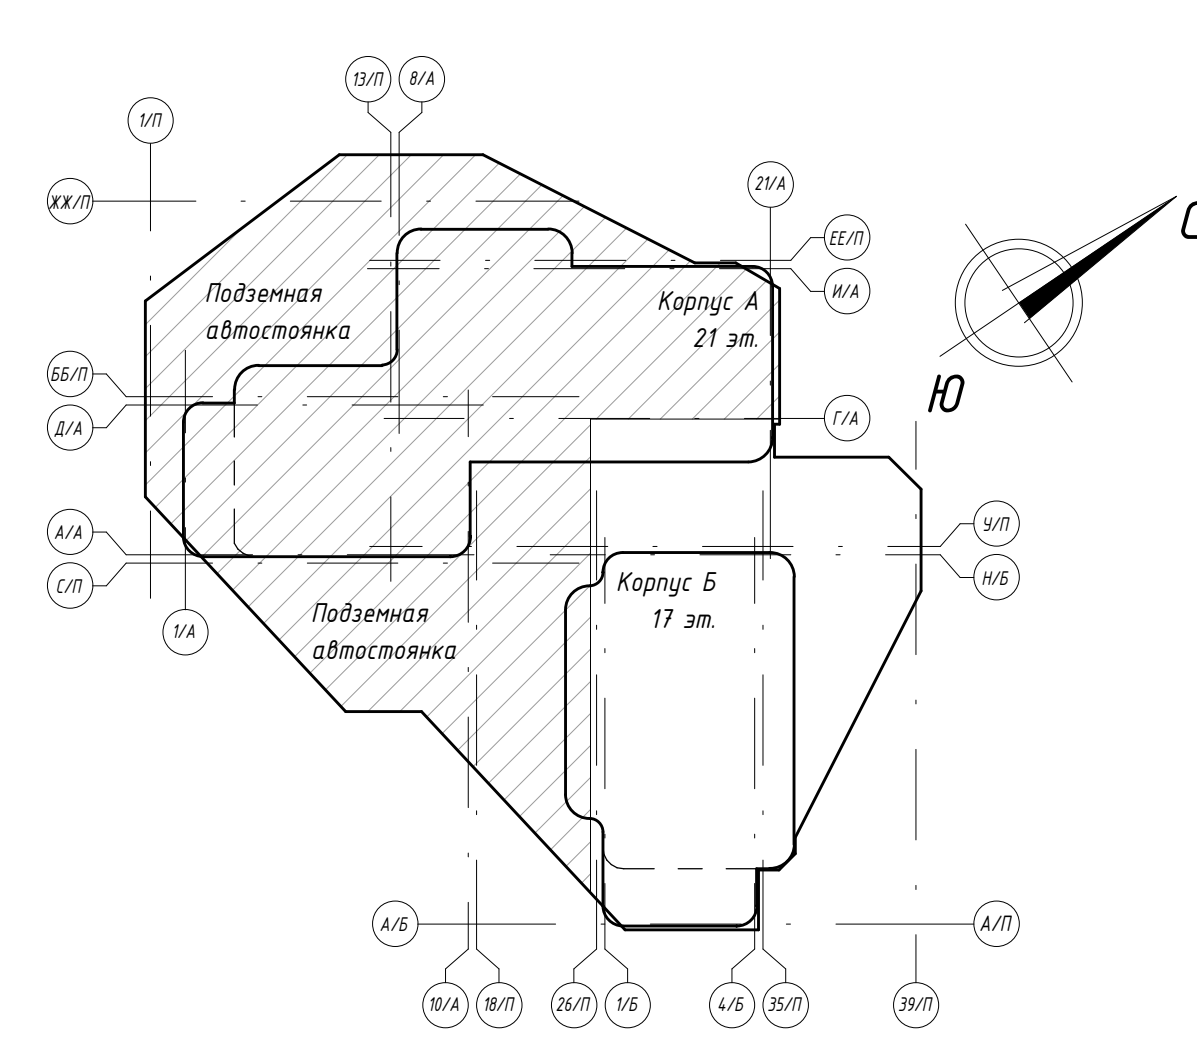 13/П
8/А
1/П
21/А
ЖЖ/П
С
ЕЕ/П
И/А
Подземная
автостоянка
Корпус А
21 эт.
ББ/П
Д/А
Ю
Г/А
А/А
С/П
У/П
Н/Б
Корпус Б
17 эт.
Подземная
автостоянка
1/А
А/Б
А/П
10/А
18/П
26/П
1/Б
4/Б
35/П
39/П